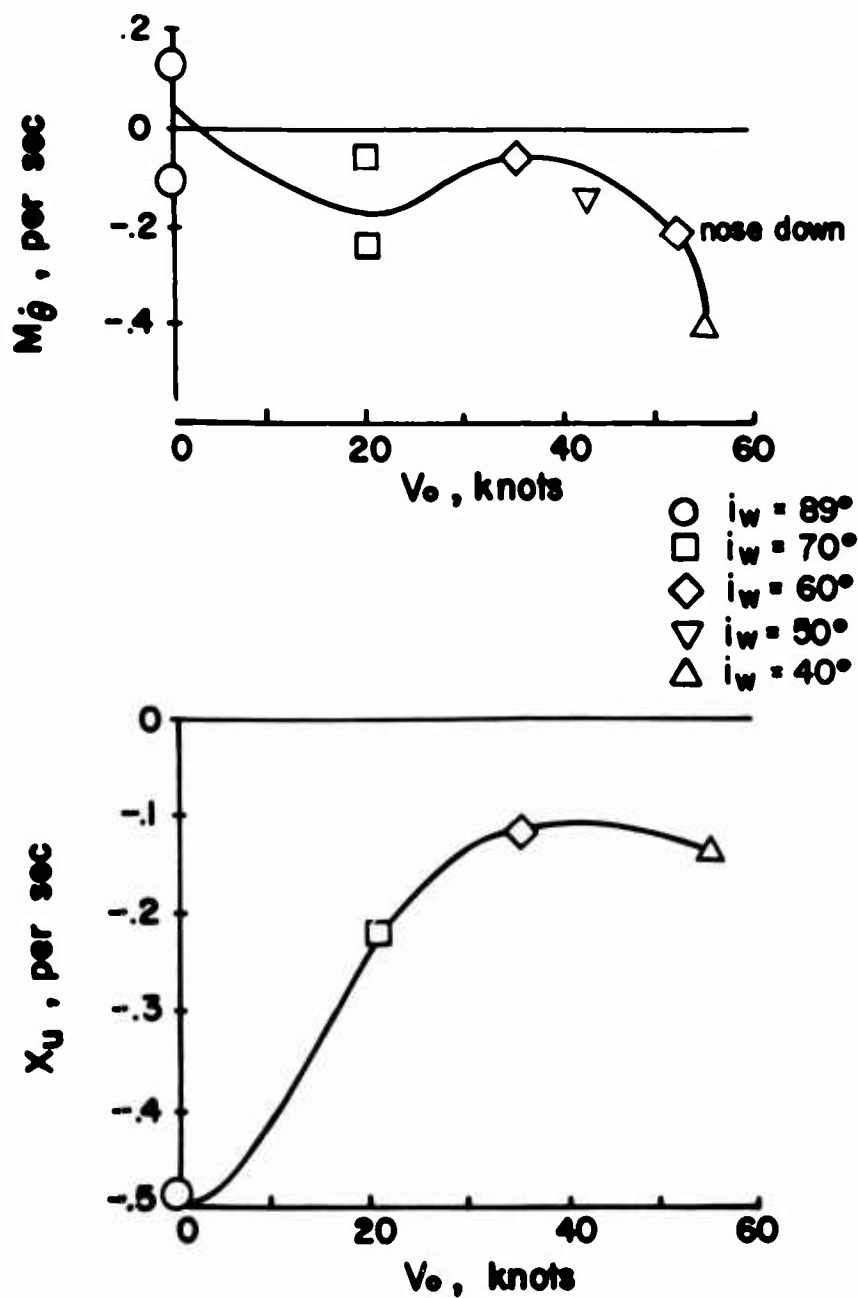 .2
0
-.2
-.4
Mθ̇ , per sec
nose down
0 20 40 60
Vo , knots
iw = 89°
iw = 70°
iw = 60°
iw = 50°
iw = 40°
0
-.1
-.2
-.3
-.4
-.5
Xu , per sec
0 20 40 60
Vo , knots